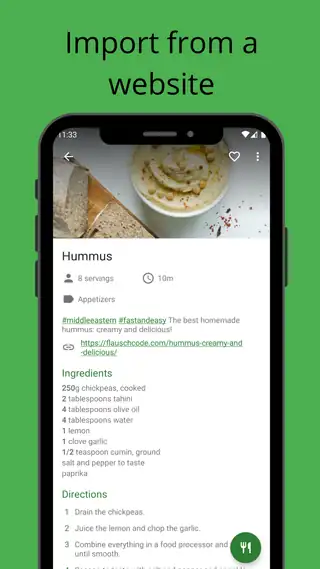 Import from a
website
11:33
Hummus
8 servings
10m
Appetizers
#middleeastern #fastandeasy The best homemade
hummus: creamy and delicious!
https://flauschcode.com/hummus-creamy-and
-delicious/
Ingredients
250g chickpeas, cooked
2 tablespoons tahini
4 tablespoons olive oil
4 tablespoons water
1 lemon
1 clove garlic
1/2 teaspoon cumin, ground
salt and pepper to taste
paprika
Directions
1 Drain the chickpeas.
2 Juice the lemon and chop the garlic.
3 Combine everything in a food processor and
until smooth.